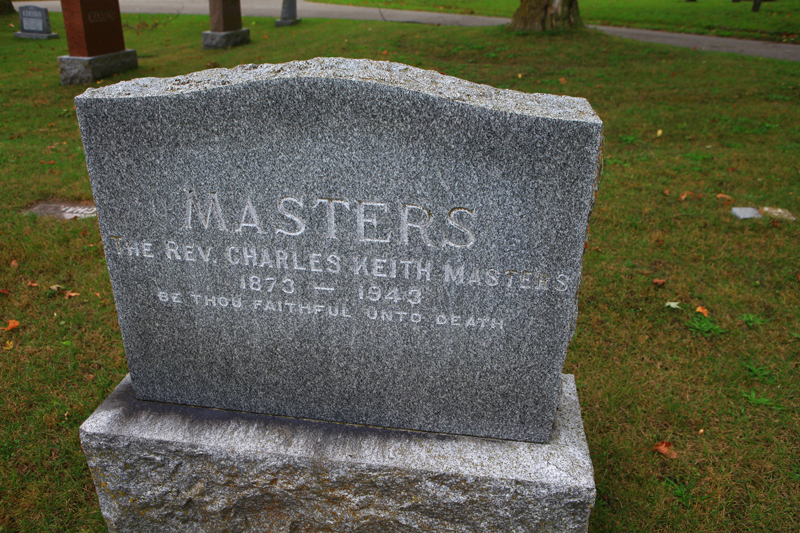 MASTERS
THE REV. CHARLES KEITH MASTERS
1873 — 1943
BE THOU FAITHFUL UNTO DEATH